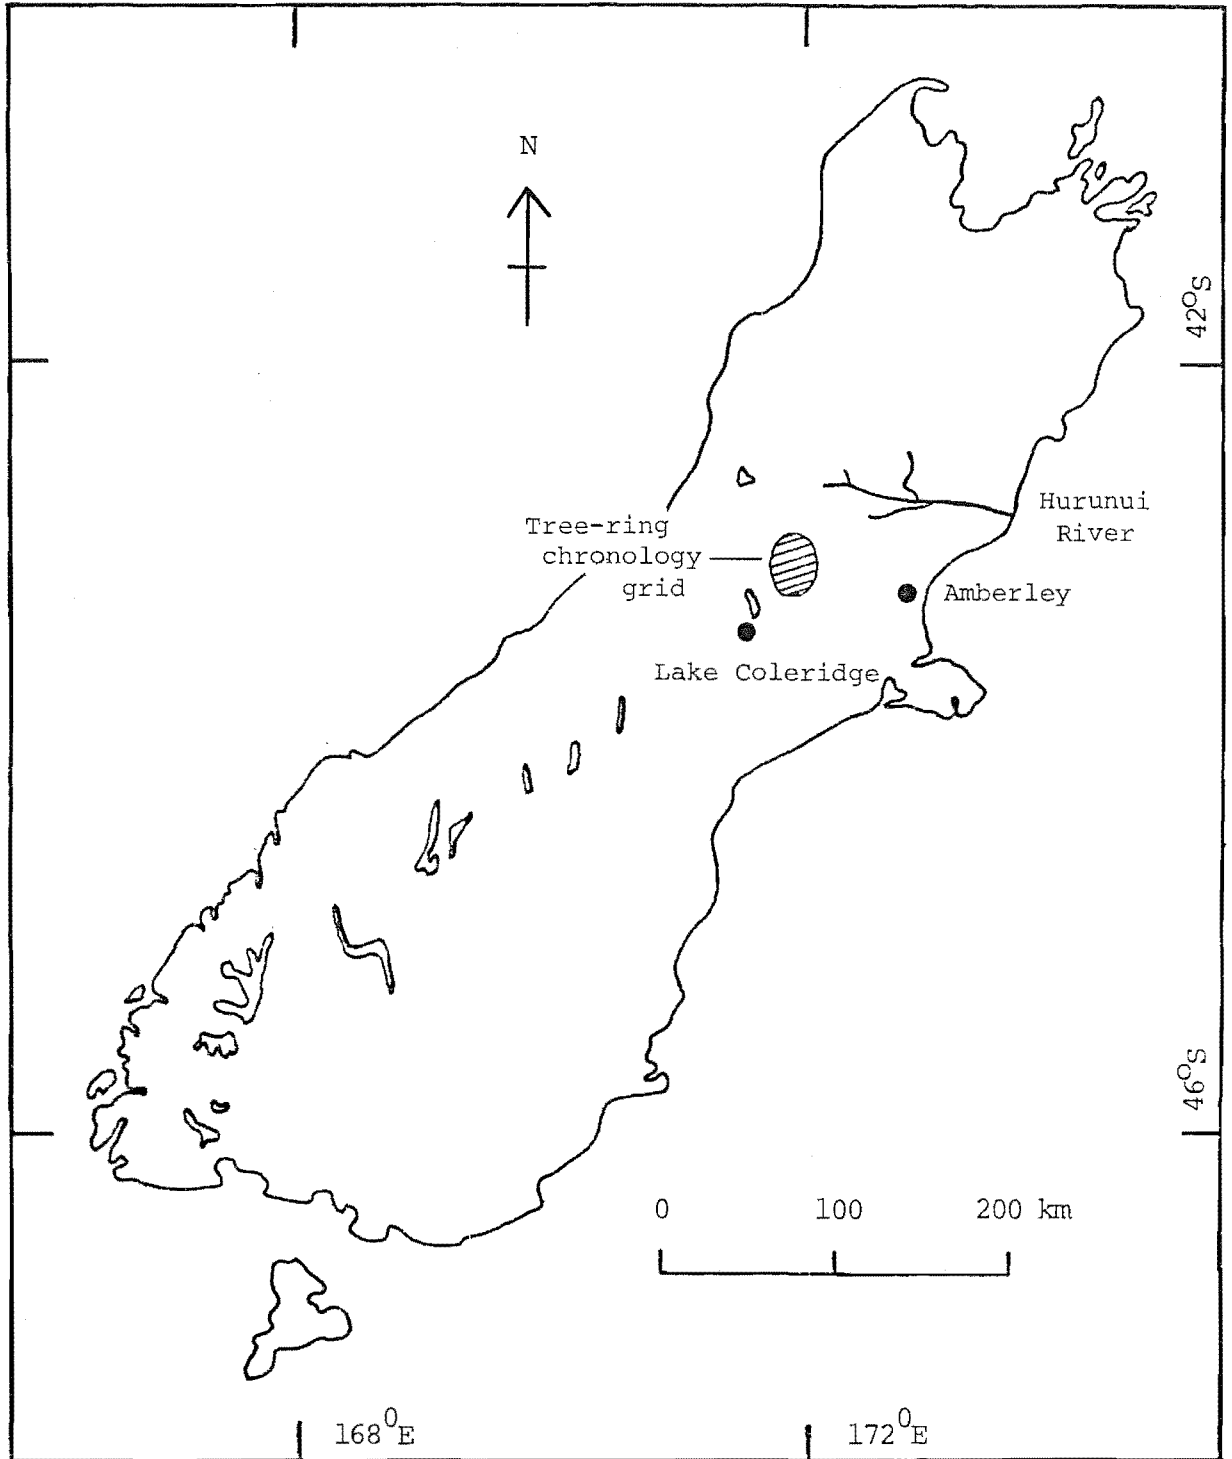 N
42°S
Hurunui
River
Tree-ring
chronology
grid
Amberley
Lake Coleridge
46°S
0 100 200 km
168°E 172°E